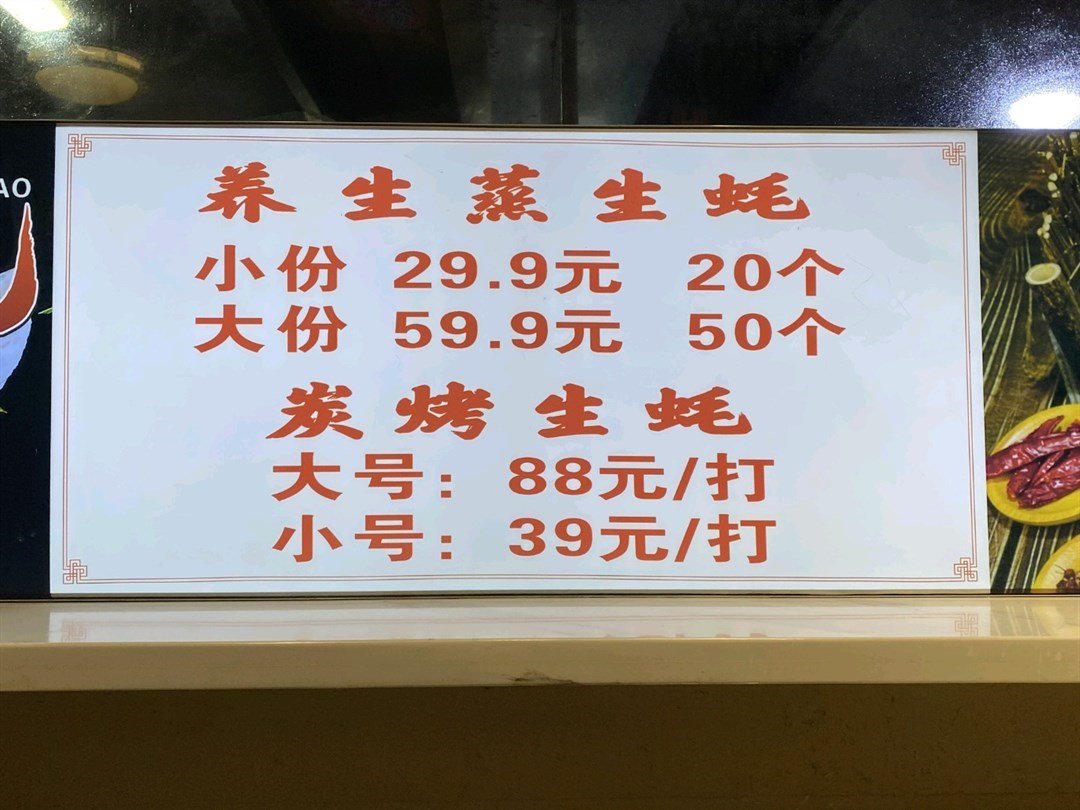 AO
养生蒸生蚝
小份 29.9元 20个
大份 59.9元 50个
炭烤生蚝
大号：88元/打
小号：39元/打